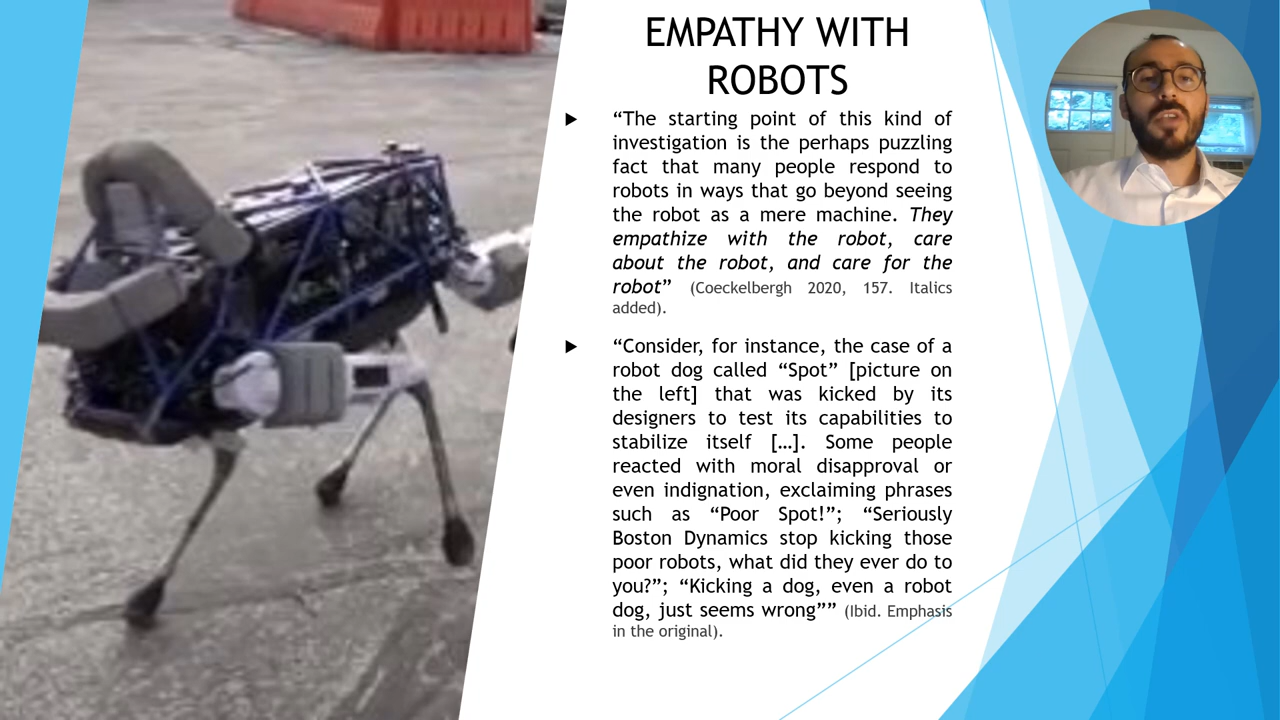 EMPATHY WITH
ROBOTS
“The starting point of this kind of
investigation is the perhaps puzzling
fact that many people respond to
robots in ways that go beyond seeing
the robot as a mere machine. They
empathize with the robot, care
about the robot, and care for the
robot” (Coeckelbergh 2020, 157. Italics
added).
“Consider, for instance, the case of a
robot dog called “Spot” [picture on
the left] that was kicked by its
designers to test its capabilities to
stabilize itself […]. Some people
reacted with moral disapproval or
even indignation, exclaiming phrases
such as “Poor Spot!”; “Seriously
Boston Dynamics stop kicking those
poor robots, what did they ever do to
you?”; “Kicking a dog, even a robot
dog, just seems wrong”” (Ibid. Emphasis
in the original).